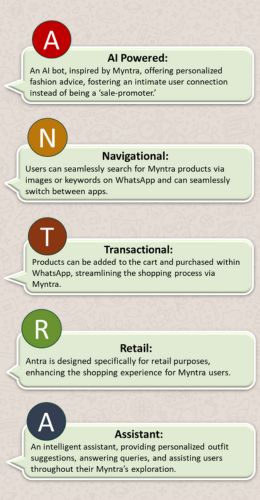 A
AI Powered:
An AI bot, inspired by Myntra, offering personalized
fashion advice, fostering an intimate user connection
instead of being a ‘sale-promoter.’
N
Navigational:
Users can seamlessly search for Myntra products via
images or keywords on WhatsApp and can seamlessly
switch between apps.
T
Transactional:
Products can be added to the cart and purchased within
WhatsApp, streamlining the shopping process via
Myntra.
R
Retail:
Antra is designed specifically for retail purposes,
enhancing the shopping experience for Myntra users.
A
Assistant:
An intelligent assistant, providing personalized outfit
suggestions, answering queries, and assisting users
throughout their Myntra’s exploration.